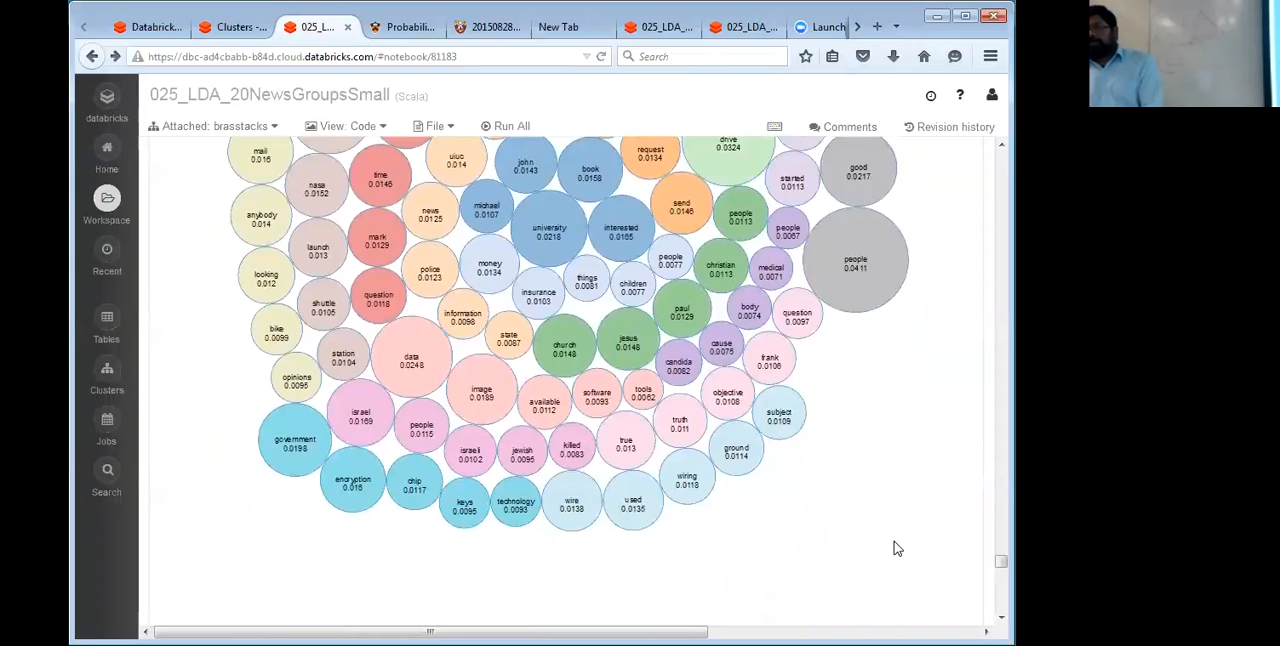 Databrick...
Clusters -...
025_L...
Probabili...
20150828...
New Tab
025_LDA_...
025_LDA_...
Launch
https://dbc-ad4cbabb-b84d.cloud.databricks.com/#notebook/81183
Search
databricks
Home
Workspace
Recent
Tables
Clusters
Jobs
Search
025_LDA_20NewsGroupsSmall (Scala)
Attached: brasstacks
View: Code
File
Run All
Comments
Revision history
mail
0.016
nasa
0.0152
time
0.0146
uiuc
0.014
john
0.0143
book
0.0158
request
0.0134
drive
0.0324
started
0.0113
good
0.0217
anybody
0.014
launch
0.013
mark
0.0129
news
0.0125
michael
0.0107
university
0.0218
interested
0.0165
send
0.0146
people
0.0113
people
0.0067
people
0.0411
looking
0.012
shuttle
0.0105
question
0.0118
police
0.0123
money
0.0134
insurance
0.0103
things
0.0081
children
0.0077
people
0.0077
christian
0.0113
medical
0.0071
bike
0.0099
station
0.0104
data
0.0248
information
0.0098
state
0.0087
church
0.0148
jesus
0.0148
paul
0.0129
body
0.0074
question
0.0097
opinions
0.0095
israel
0.0169
image
0.0189
available
0.0112
software
0.0093
tools
0.0062
candida
0.0082
cause
0.0075
frank
0.0106
government
0.0198
people
0.0115
israeli
0.0102
jewish
0.0095
killed
0.0083
true
0.013
truth
0.011
objective
0.0108
subject
0.0109
encryption
0.016
chip
0.0117
keys
0.0095
technology
0.0093
wire
0.0138
used
0.0135
wiring
0.0118
ground
0.0114